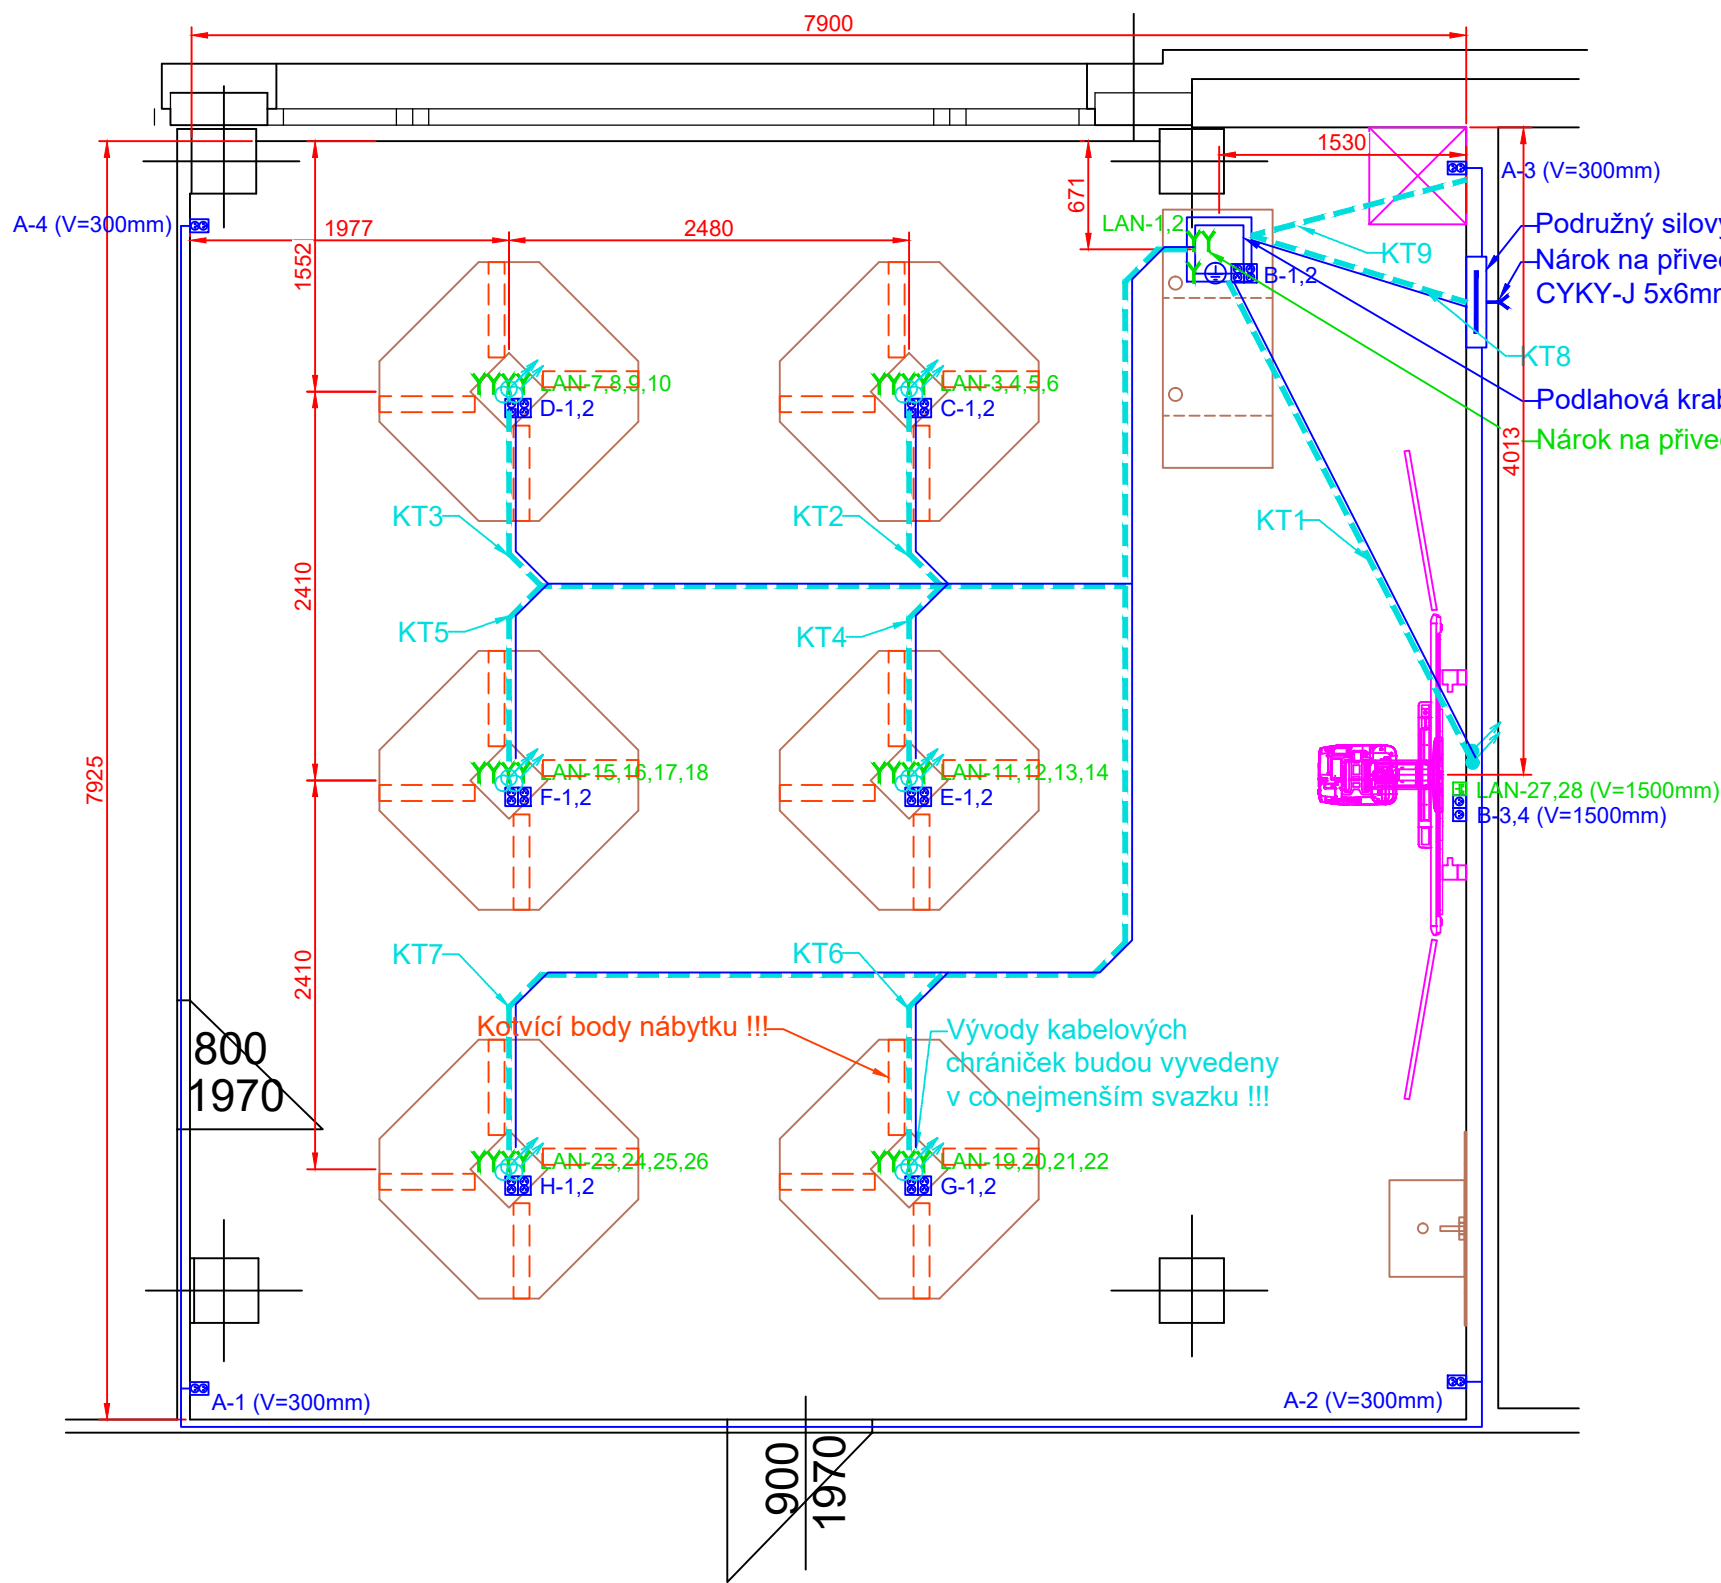 7900
1530
A-3 (V=300mm)
A-4 (V=300mm)
1977
2480
671
1552
LAN-1,2
B-1,2
KT9
Podružný silový
Nárok na přive
CYKY-J 5x6m
KT8
Podlahová kra
Nárok na přive
4013
LAN-7,8,9,10
D-1,2
LAN-3,4,5,6
C-1,2
KT3
KT2
KT1
2410
KT5
KT4
7925
LAN-15,16,17,18
F-1,2
LAN-11,12,13,14
E-1,2
LAN-27,28 (V=1500mm)
B-3,4 (V=1500mm)
2410
KT7
KT6
Kotvící body nábytku !!!
Vývody kabelových
chrániček budou vyvedeny
v co nejmenším svazku !!!
800
1970
LAN-23,24,25,26
H-1,2
LAN-19,20,21,22
G-1,2
A-1 (V=300mm)
A-2 (V=300mm)
900
1970